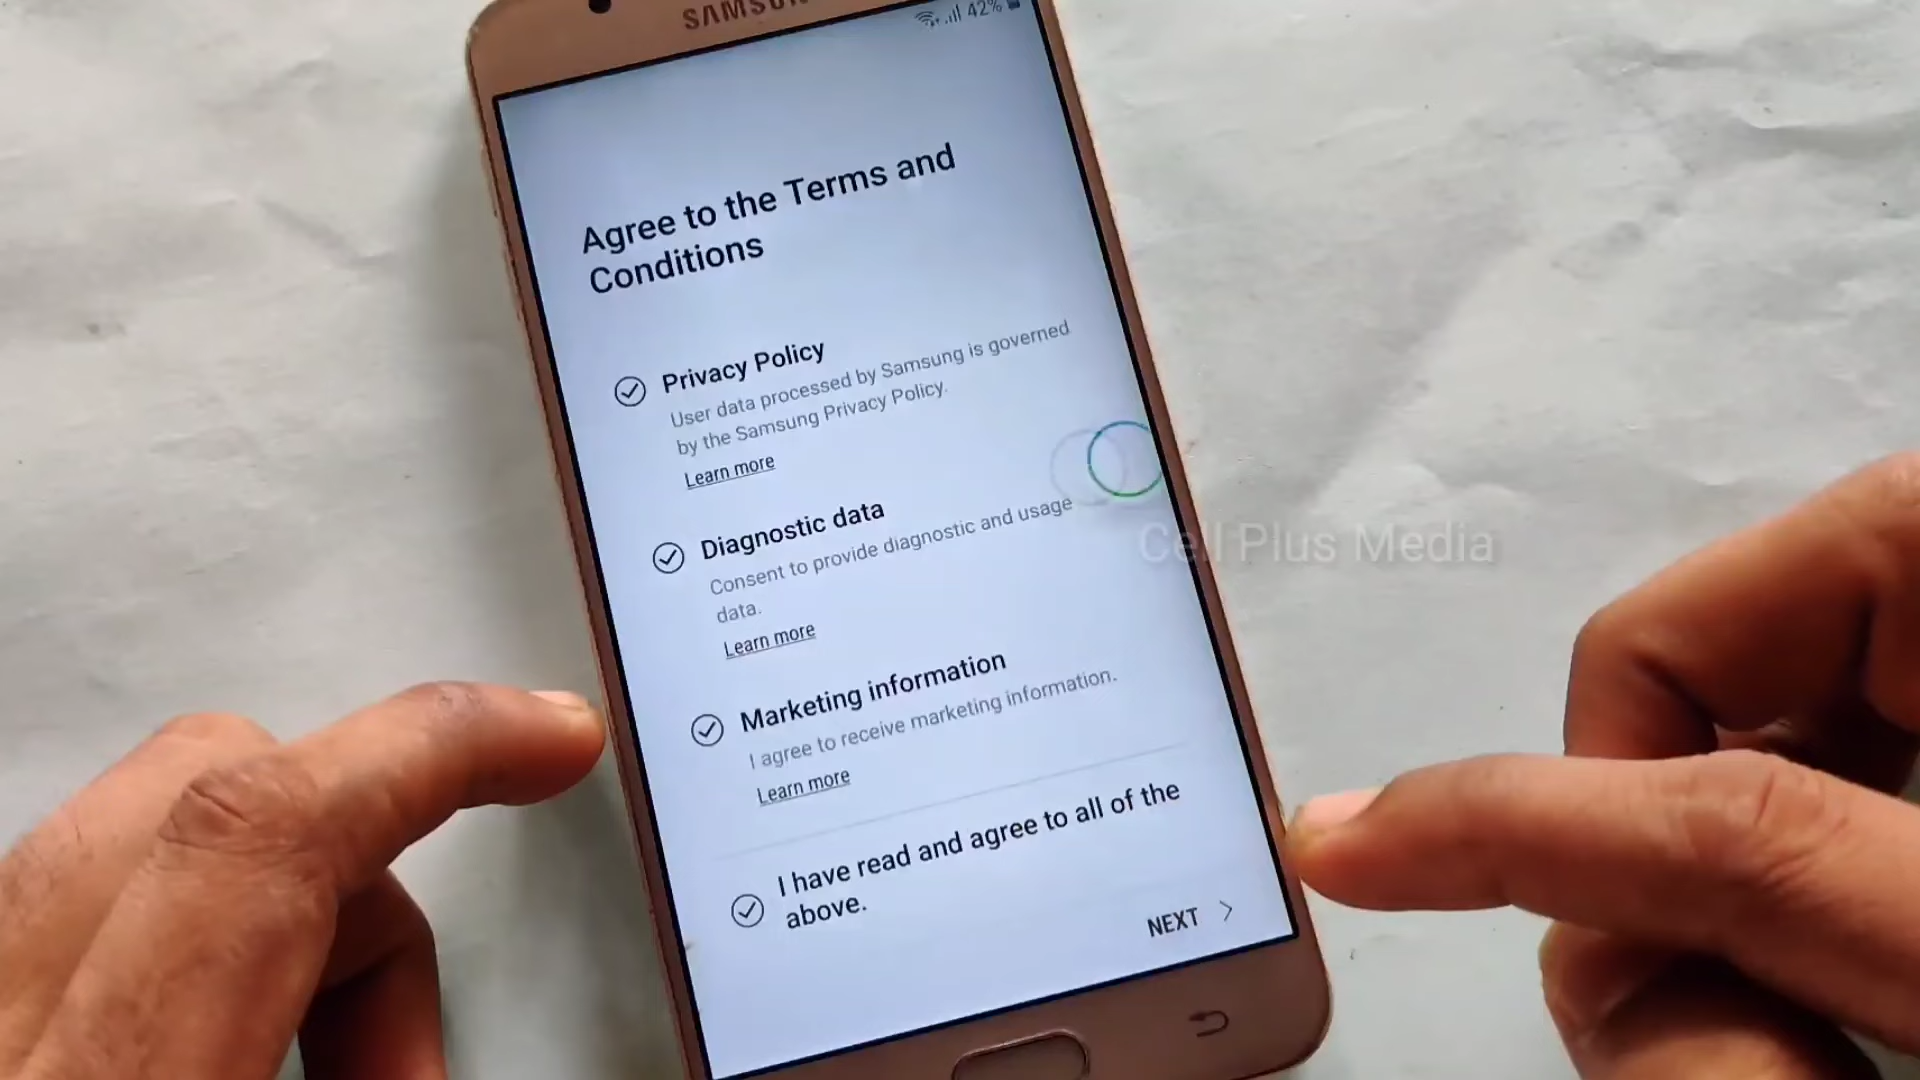 SAMSUNG
42%
Agree to the Terms and
Conditions
Privacy Policy
User data processed by Samsung is governed
by the Samsung Privacy Policy.
Learn more
Diagnostic data
Consent to provide diagnostic and usage
data.
Learn more
Cell Plus Media
Marketing information
I agree to receive marketing information.
Learn more
I have read and agree to all of the
above.
NEXT